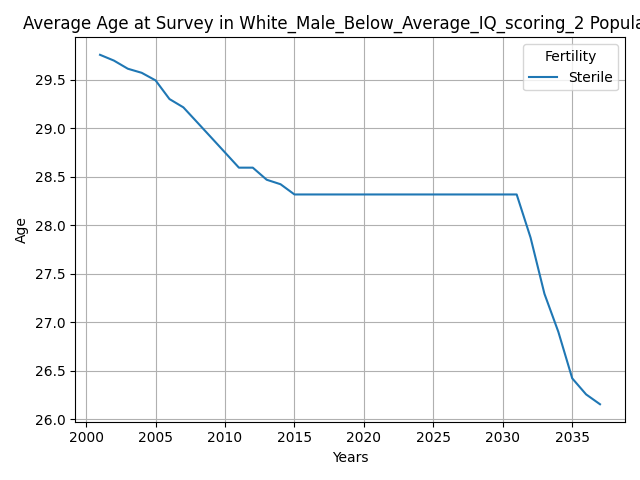 Average Age at Survey in White_Male_Below_Average_IQ_scoring_2 Popula
Fertility
Sterile
29.5
29.0
28.5
28.0
27.5
27.0
26.5
26.0
Age
2000 2005 2010 2015 2020 2025 2030 2035
Years